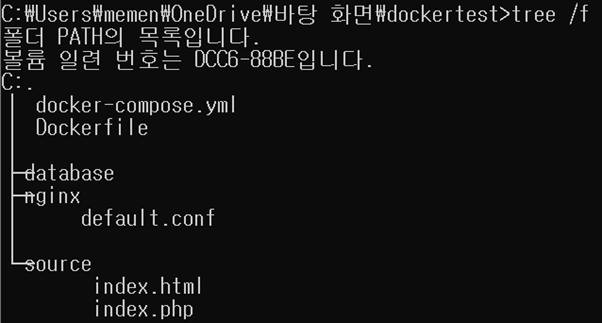 C:\Users\memen\OneDrive\바탕 화면\dockertest>tree /f
폴더 PATH의 목록입니다.
볼륨 일련 번호는 DCC6-88BE입니다.
C:.
docker-compose.yml
Dockerfile
database
nginx
default.conf
source
index.html
index.php